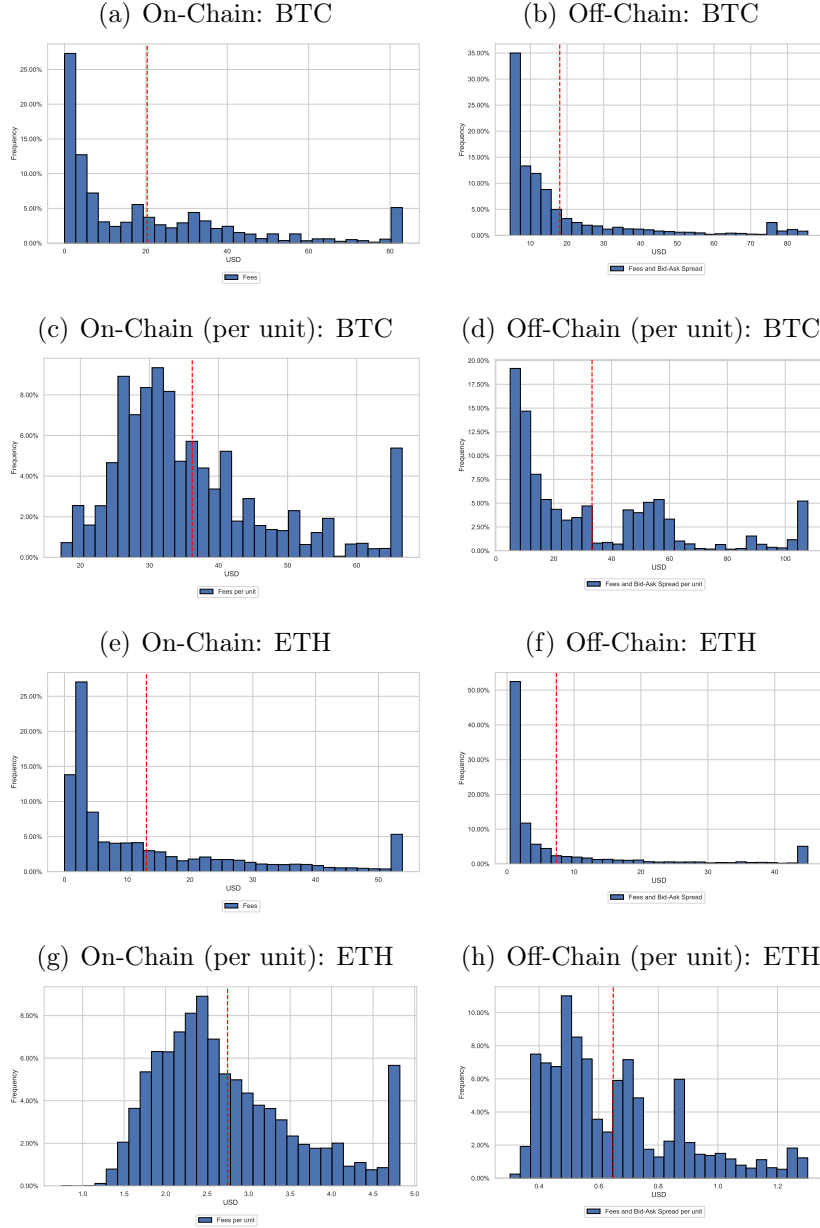 (a) On-Chain: BTC
25.00%
20.00%
15.00%
10.00%
5.00%
0.00%
Frequency
0 20 40 60 80
USD
Fees
(b) Off-Chain: BTC
35.00%
30.00%
25.00%
20.00%
15.00%
10.00%
5.00%
0.00%
Frequency
10 20 30 40 50 60 70 80
USD
Fees and Bid-Ask Spread
(c) On-Chain (per unit): BTC
8.00%
6.00%
4.00%
2.00%
0.00%
Frequency
20 30 40 50 60
USD
Fees per unit
(d) Off-Chain (per unit): BTC
20.00%
17.50%
15.00%
12.50%
10.00%
7.50%
5.00%
2.50%
0.00%
Frequency
0 20 40 60 80 100
USD
Fees and Bid-Ask Spread per unit
(e) On-Chain: ETH
25.00%
20.00%
15.00%
10.00%
5.00%
0.00%
Frequency
0 10 20 30 40 50
USD
Fees
(f) Off-Chain: ETH
50.00%
40.00%
30.00%
20.00%
10.00%
0.00%
Frequency
0 10 20 30 40
USD
Fees and Bid-Ask Spread
(g) On-Chain (per unit): ETH
8.00%
6.00%
4.00%
2.00%
0.00%
Frequency
1.0 1.5 2.0 2.5 3.0 3.5 4.0 4.5 5.0
USD
Fees per unit
(h) Off-Chain (per unit): ETH
10.00%
8.00%
6.00%
4.00%
2.00%
0.00%
Frequency
0.4 0.6 0.8 1.0 1.2
USD
Fees and Bid-Ask Spread per unit